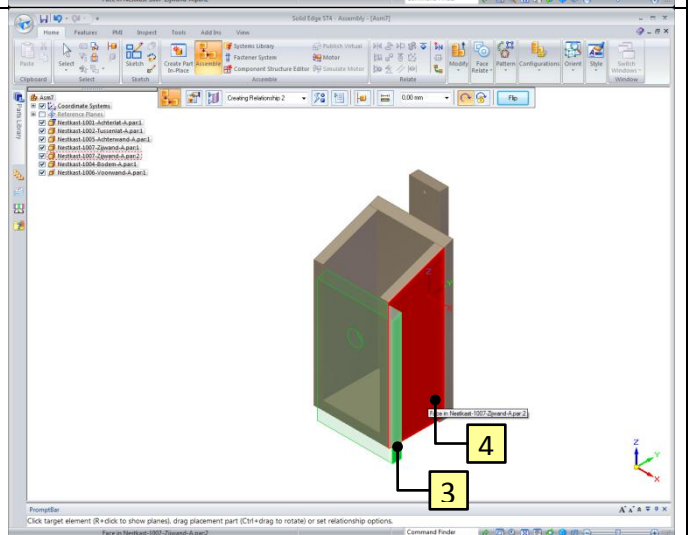 Solid Edge ST4 - Assembly - [Asm7]
Home Features PMI Inspect Tools Add Ins View
Paste
Select
Sketch
Create Part In-Place
Assemble
Systems Library
Fastener System
Component Structure Editor
Publish Virtual
Motor
Simulate Motor
Modify
Face Relate
Pattern
Configurations
Orient
Style
Switch Windows
Clipboard Select Sketch Assemble Relate Window
Creating Relationship 2 0,00 mm Flip
Parts Library
Asm7
Coordinate Systems
Reference Planes
Nestkast-1001-Achterlat-A.par:1
Nestkast-1002-Tussenlat-A.par:1
Nestkast-1005-Achterwand-A.par:1
Nestkast-1007-Zijwand-A.par:1
Nestkast-1007-Zijwand-A.par:2
Nestkast-1004-Bodem-A.par:1
Nestkast-1006-Voorwand-A.par:1
Z
Y
X
Face in Nestkast-1007-Zijwand-A.par:2
4
3
Z
Y
X
PromptBar
Click target element (R+click to show planes), drag placement part (Ctrl+drag to rotate) or set relationship options.
Face in Nestkast-1007-Zijwand-A.par:2 Command Finder